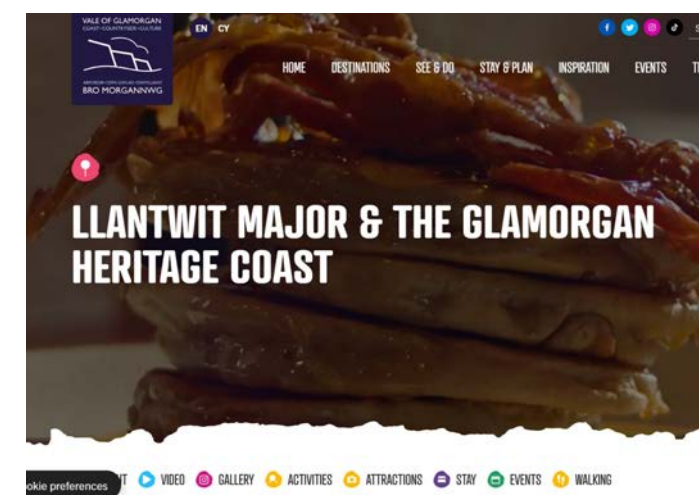 VALE OF GLAMORGAN
COAST•COUNTRYSIDE•CULTURE
BRO MORGANNWG
EN CY
HOME DESTINATIONS SEE & DO STAY & PLAN INSPIRATION EVENTS
LLANTWIT MAJOR & THE GLAMORGAN
HERITAGE COAST
VIDEO GALLERY ACTIVITIES ATTRACTIONS STAY EVENTS WALKING
preferences